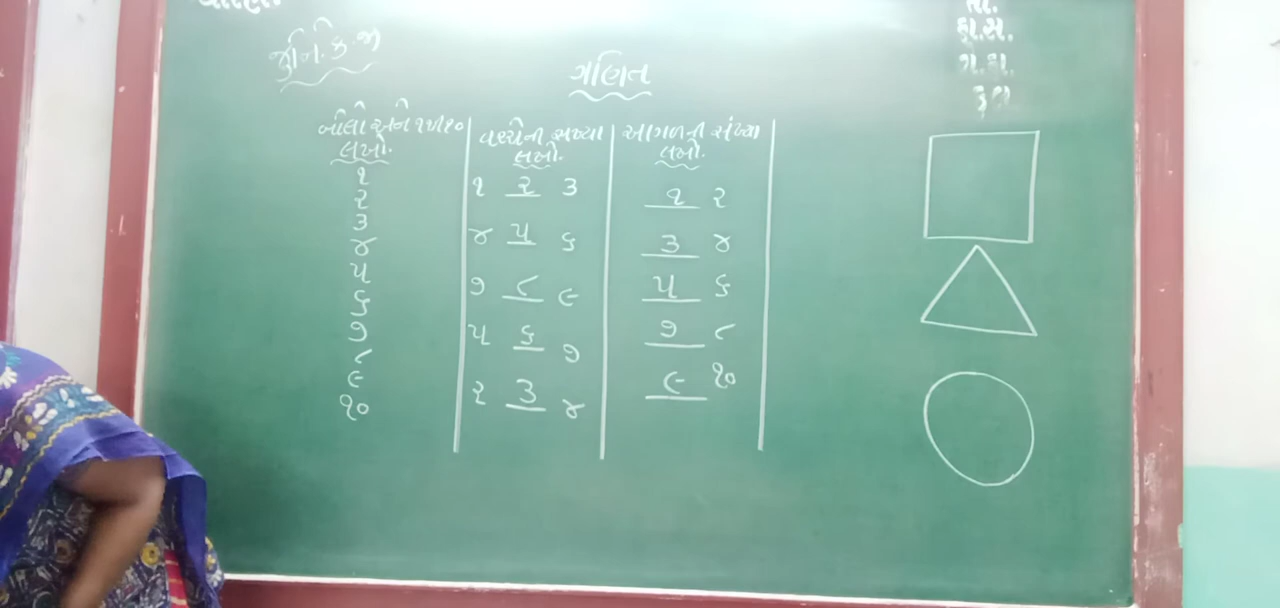 જુનિ. કે. જી
ગણિત
તા.
હા.સ.
ગે.હા.
કુલ
બોલો અને ૧થી૧૦
લખો.
૧
૨
૩
૪
૫
૬
૭
૮
૯
૧૦
વચ્ચેની સંખ્યા
લખો.
૧ ૨ ૩
૪ ૫ ૬
૭ ૮ ૯
૫ ૬ ૭
૨ ૩ ૪
આગળની સંખ્યા
લખો.
૧ ૨
૩ ૪
૫ ૬
૭ ૮
૯ ૧૦